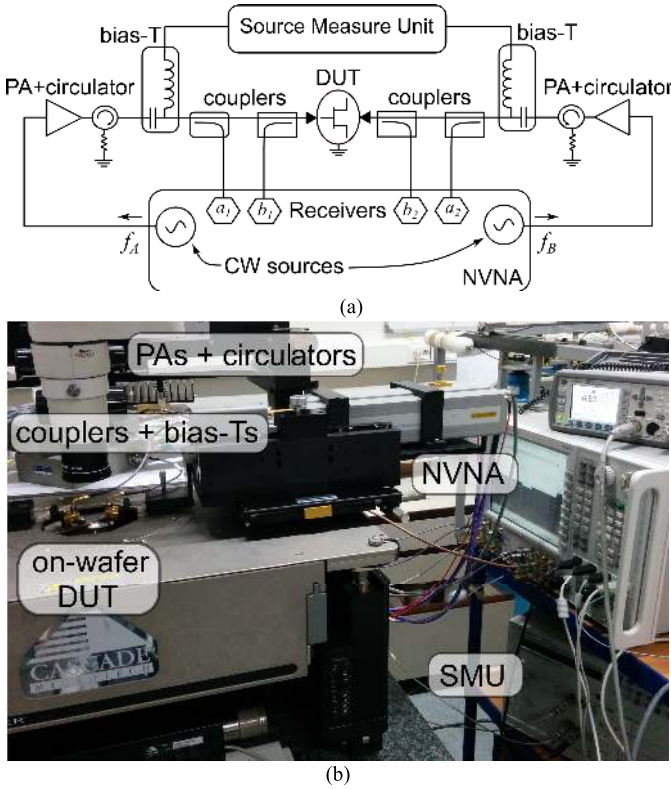 bias-T
Source Measure Unit
bias-T
PA+circulator
DUT
PA+circulator
couplers
couplers
a1
b1
Receivers
b2
a2
fA
CW sources
fB
NVNA
(a)
PAs + circulators
couplers + bias-Ts
NVNA
on-wafer
DUT
CASCADE
SMU
(b)